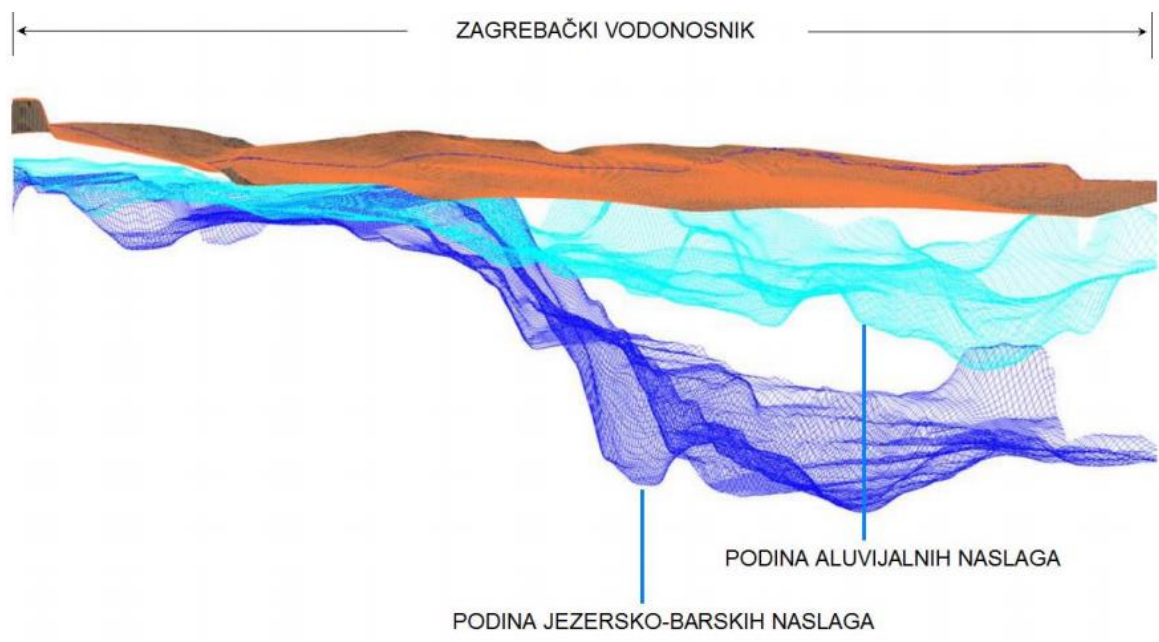 ZAGREBAČKI VODONOSNIK
PODINA ALUVIJALNIH NASLAGA
PODINA JEZERSKO-BARSKIH NASLAGA